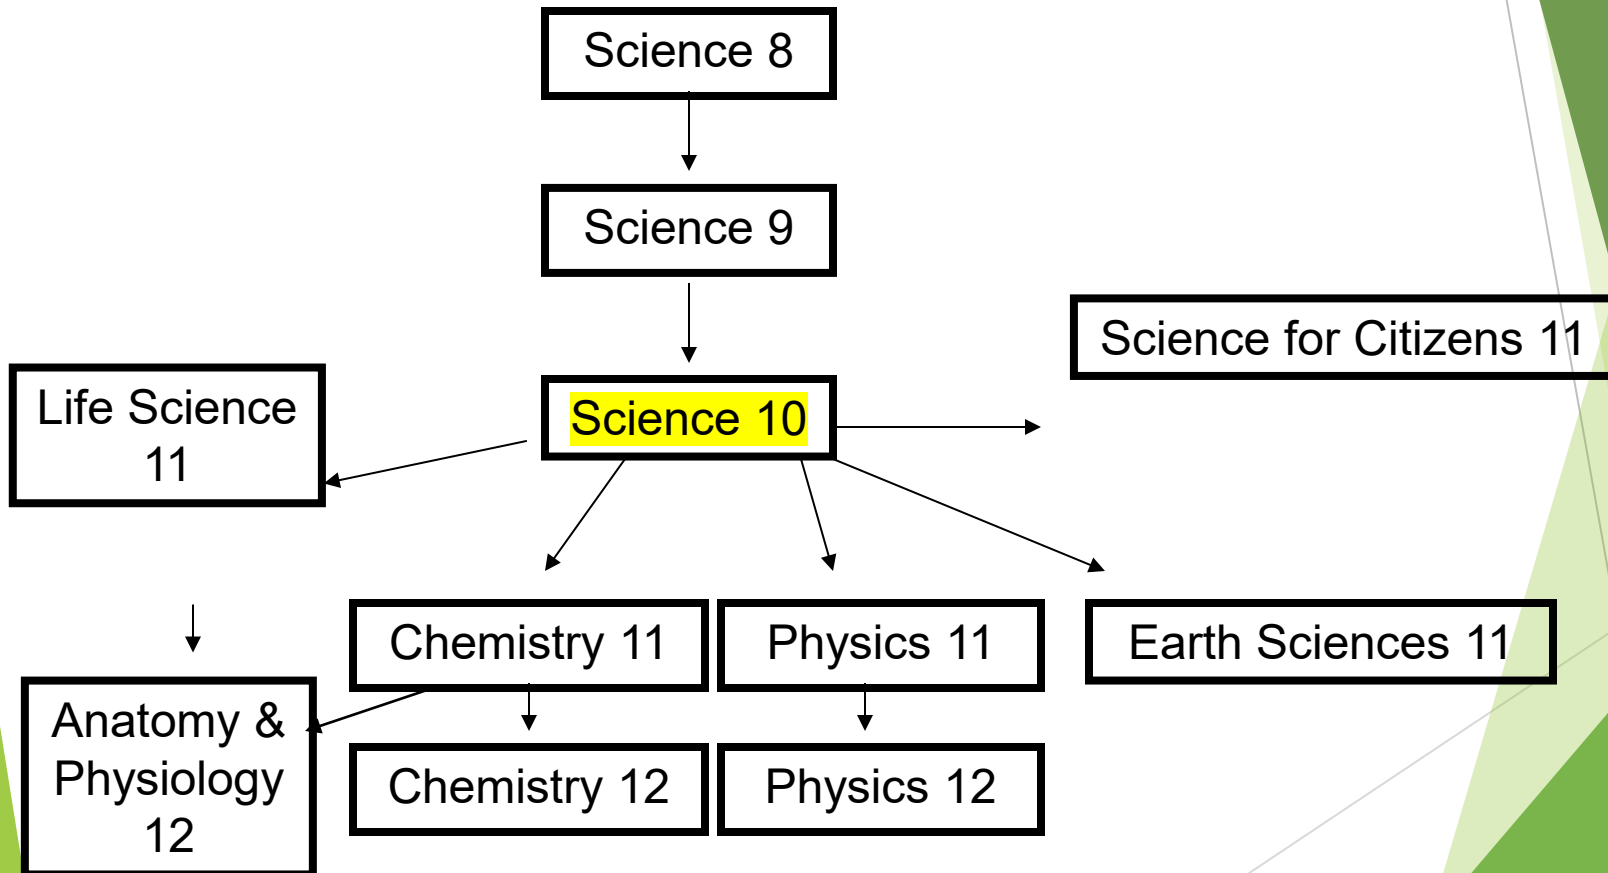 Science 8
Science 9
Science for Citizens 11
Life Science
11
Science 10
Chemistry 11
Physics 11
Earth Sciences 11
Anatomy &
Physiology
12
Chemistry 12
Physics 12